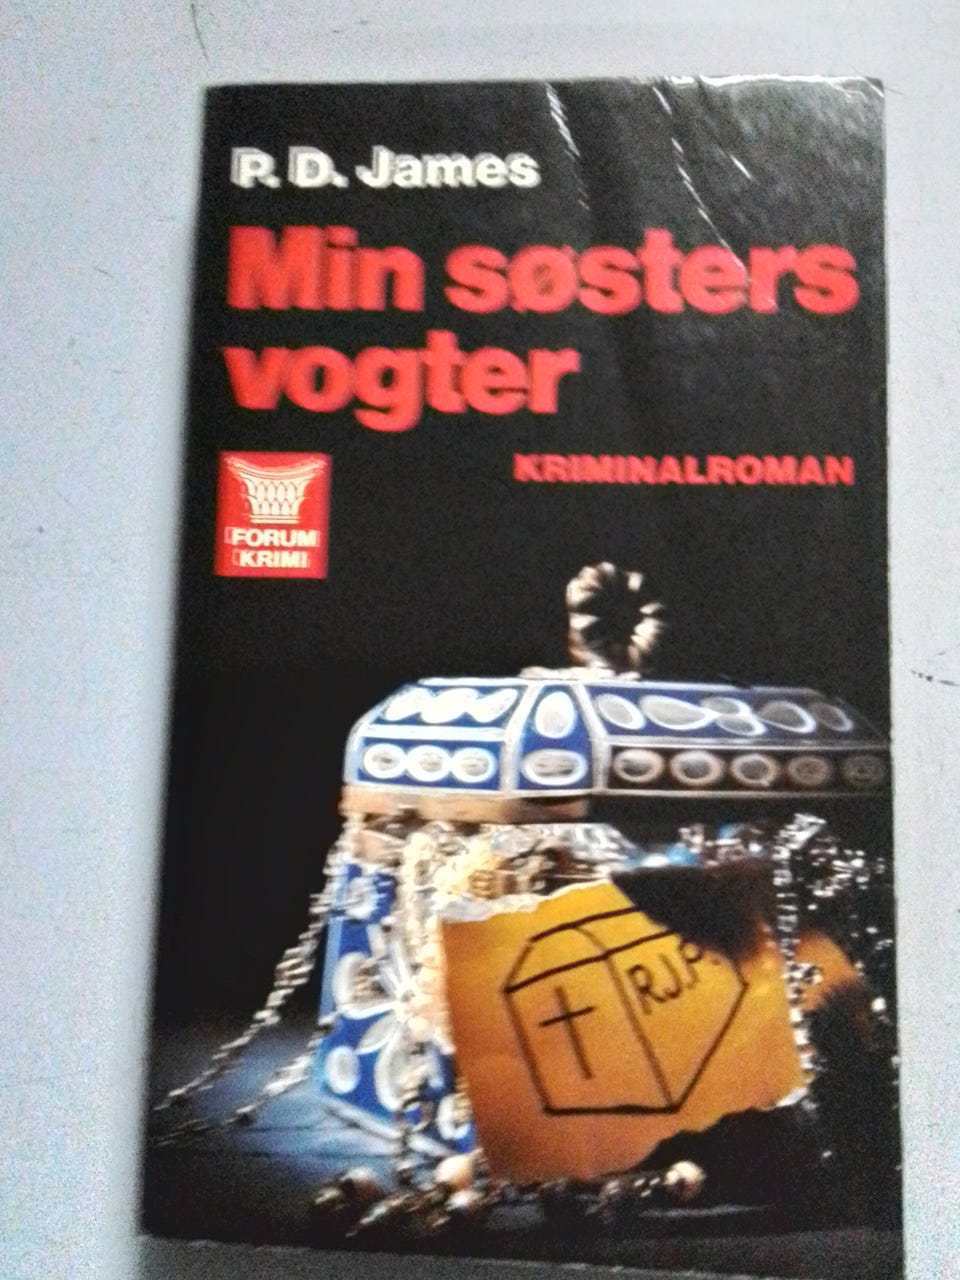 P. D. James
Min søsters
vogter
KRIMINALROMAN
FORUM
KRIMI
R.I.P.